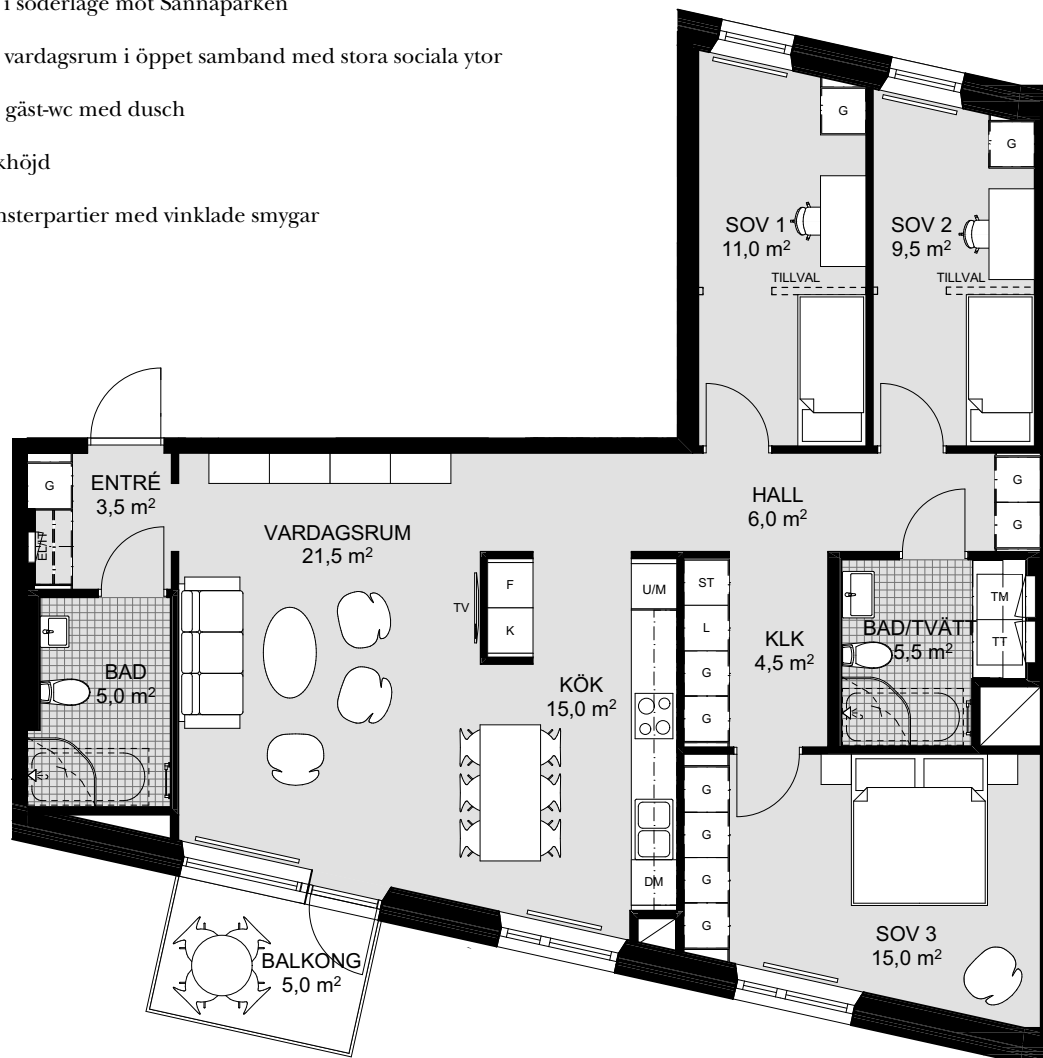 i söderläge mot Sannaparken
vardagsrum i öppet samband med stora sociala ytor
gäst-wc med dusch
G
khöjd
G
nsterpartier med vinklade smygar
SOV 1
11,0 m²
SOV 2
9,5 m²
TILLVAL
TILLVAL
ENTRÉ
3,5 m²
G
G
G
HALL
6,0 m²
VARDAGSRUM
21,5 m²
EL/IT
F
K
TV
U/M
ST
L
G
G
KLK
4,5 m²
BAD/TVÄTT
5,5 m²
TM
TT
BAD
5,0 m²
KÖK
15,0 m²
G
G
G
G
DM
SOV 3
15,0 m²
BALKONG
5,0 m²